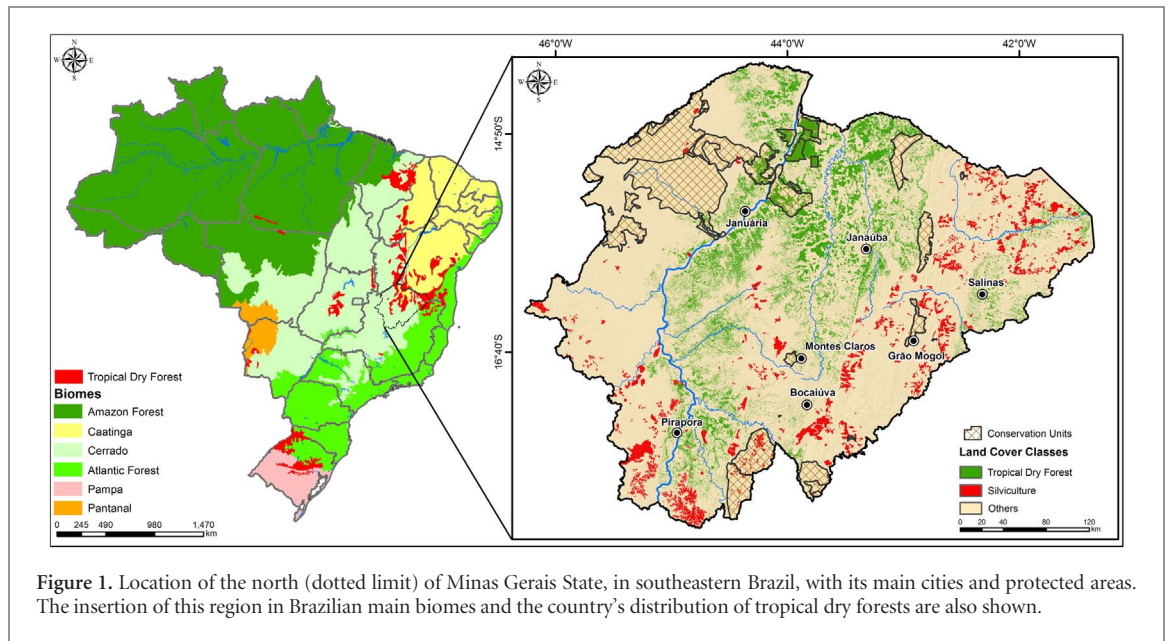 N
W E
S
Tropical Dry Forest
Biomes
Amazon Forest
Caatinga
Cerrado
Atlantic Forest
Pampa
Pantanal
0 245 490 980 1,470
km
46°0'W 44°0'W 42°0'W
N
W E
S
14°50'S
16°40'S
Januária
Janaúba
Salinas
Montes Claros
Grão Mogol
Bocaiúva
Pirapora
Conservation Units
Land Cover Classes
Tropical Dry Forest
Silviculture
Others
0 20 40 80 120
km
Figure 1. Location of the north (dotted limit) of Minas Gerais State, in southeastern Brazil, with its main cities and protected areas.
The insertion of this region in Brazilian main biomes and the country's distribution of tropical dry forests are also shown.